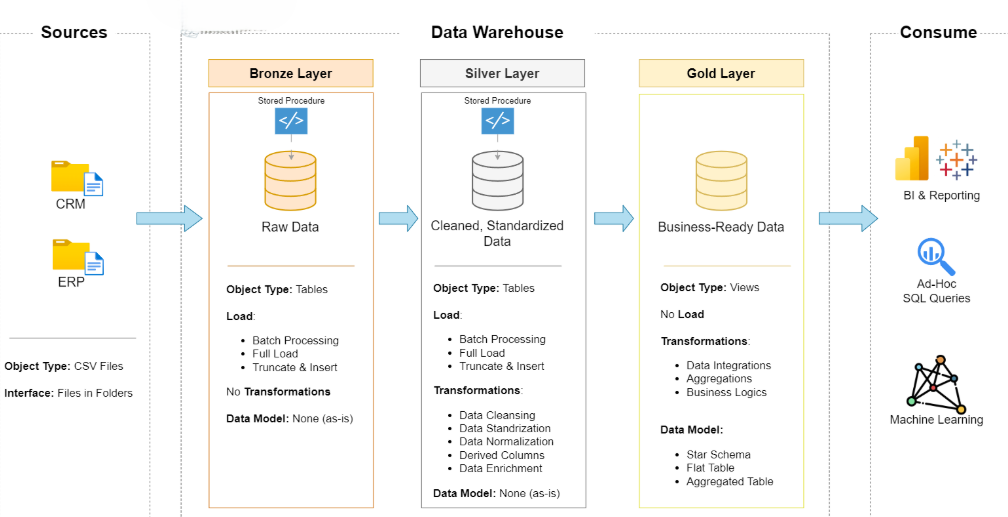 Sources
CRM
ERP
Object Type: CSV Files
Interface: Files in Folders
Data Warehouse
Bronze Layer
Stored Procedure
</>
Raw Data
Object Type: Tables
Load:
• Batch Processing
• Full Load
• Truncate & Insert
No Transformations
Data Model: None (as-is)
Silver Layer
Stored Procedure
</>
Cleaned, Standardized
Data
Object Type: Tables
Load:
• Batch Processing
• Full Load
• Truncate & Insert
Transformations:
• Data Cleansing
• Data Standrization
• Data Normalization
• Derived Columns
• Data Enrichment
Data Model: None (as-is)
Gold Layer
Business-Ready Data
Object Type: Views
No Load
Transformations:
• Data Integrations
• Aggregations
• Business Logics
Data Model:
• Star Schema
• Flat Table
• Aggregated Table
Consume
BI & Reporting
Ad-Hoc
SQL Queries
Machine Learning